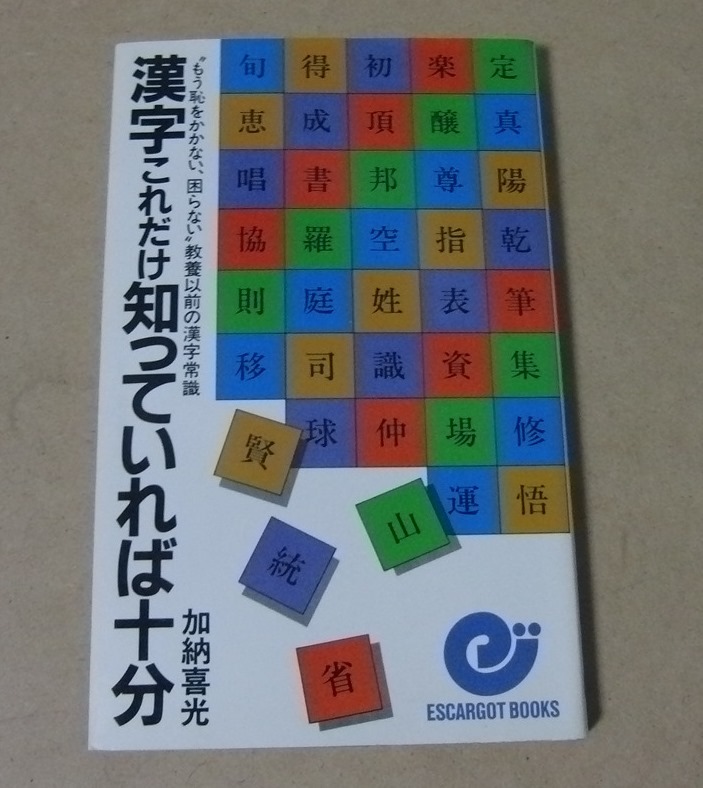 漢字これだけ知っていれば十分
“もう恥をかかない、困らない”教養以前の漢字常識
加納喜光
旬得初楽定
恵成頂醸真
唱書邦尊陽
協羅空指乾
則庭姓表筆
移司識資集
球仲場修
運悟
賢
山
統
省
ESCARGOT BOOKS